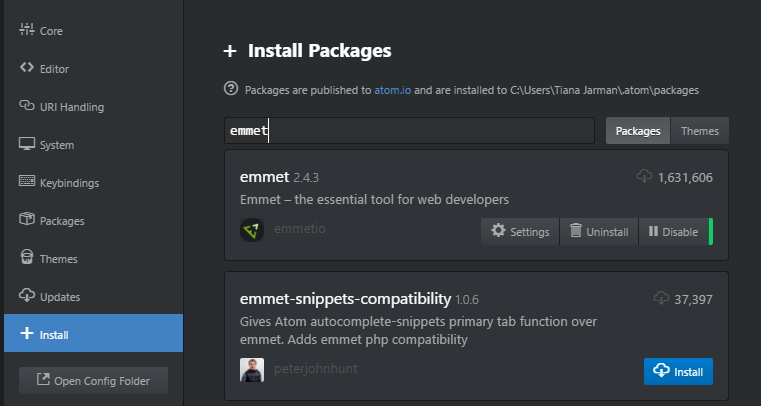 Core
Editor
URI Handling
System
Keybindings
Packages
Themes
Updates
Install
Open Config Folder
Install Packages
Packages are published to atom.io and are installed to C:\Users\Tiana Jarman\.atom\packages
emmet
Packages Themes
emmet 2.4.3 1,631,606
Emmet – the essential tool for web developers
emmetio Settings Uninstall Disable
emmet-snippets-compatibility 1.0.6 37,397
Gives Atom autocomplete-snippets primary tab function over
emmet. Adds emmet php compatibility
peterjohnhunt Install